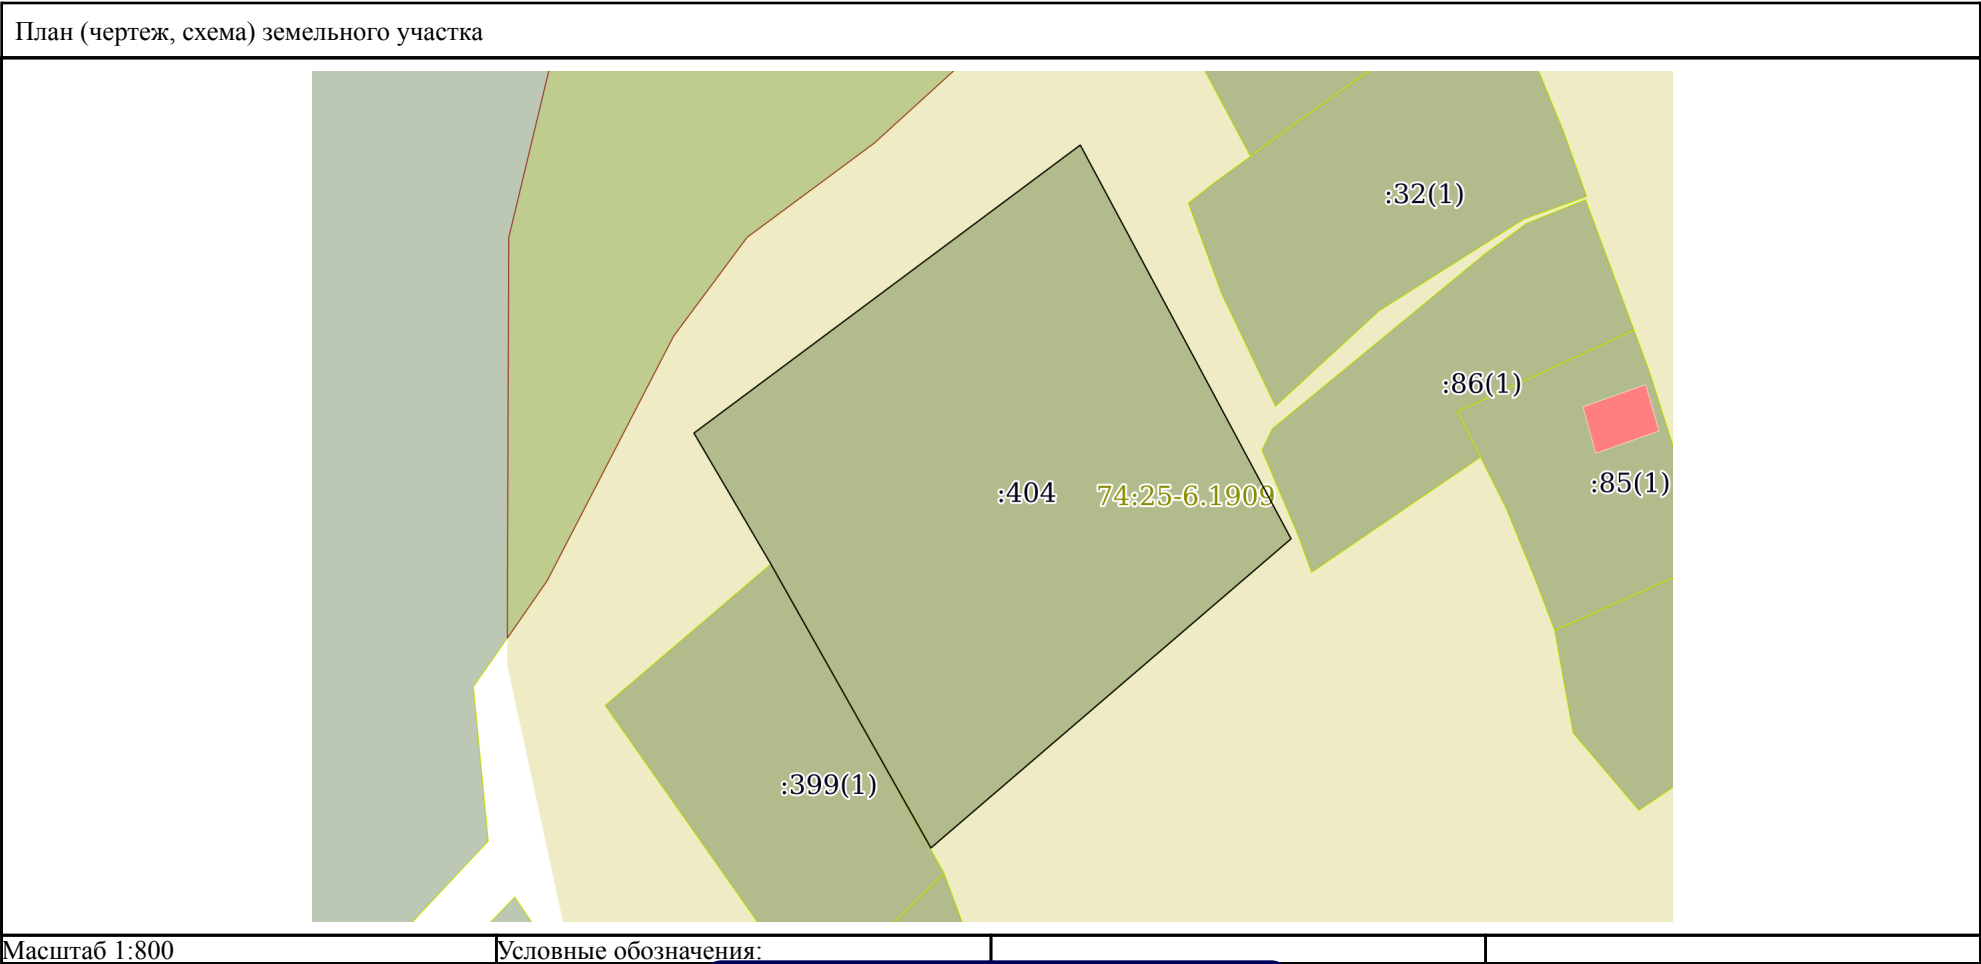 План (чертеж, схема) земельного участка
:32(1)
:86(1)
:85(1)
:404
74:25-6.1909
:399(1)
Масштаб 1:800
Условные обозначения: